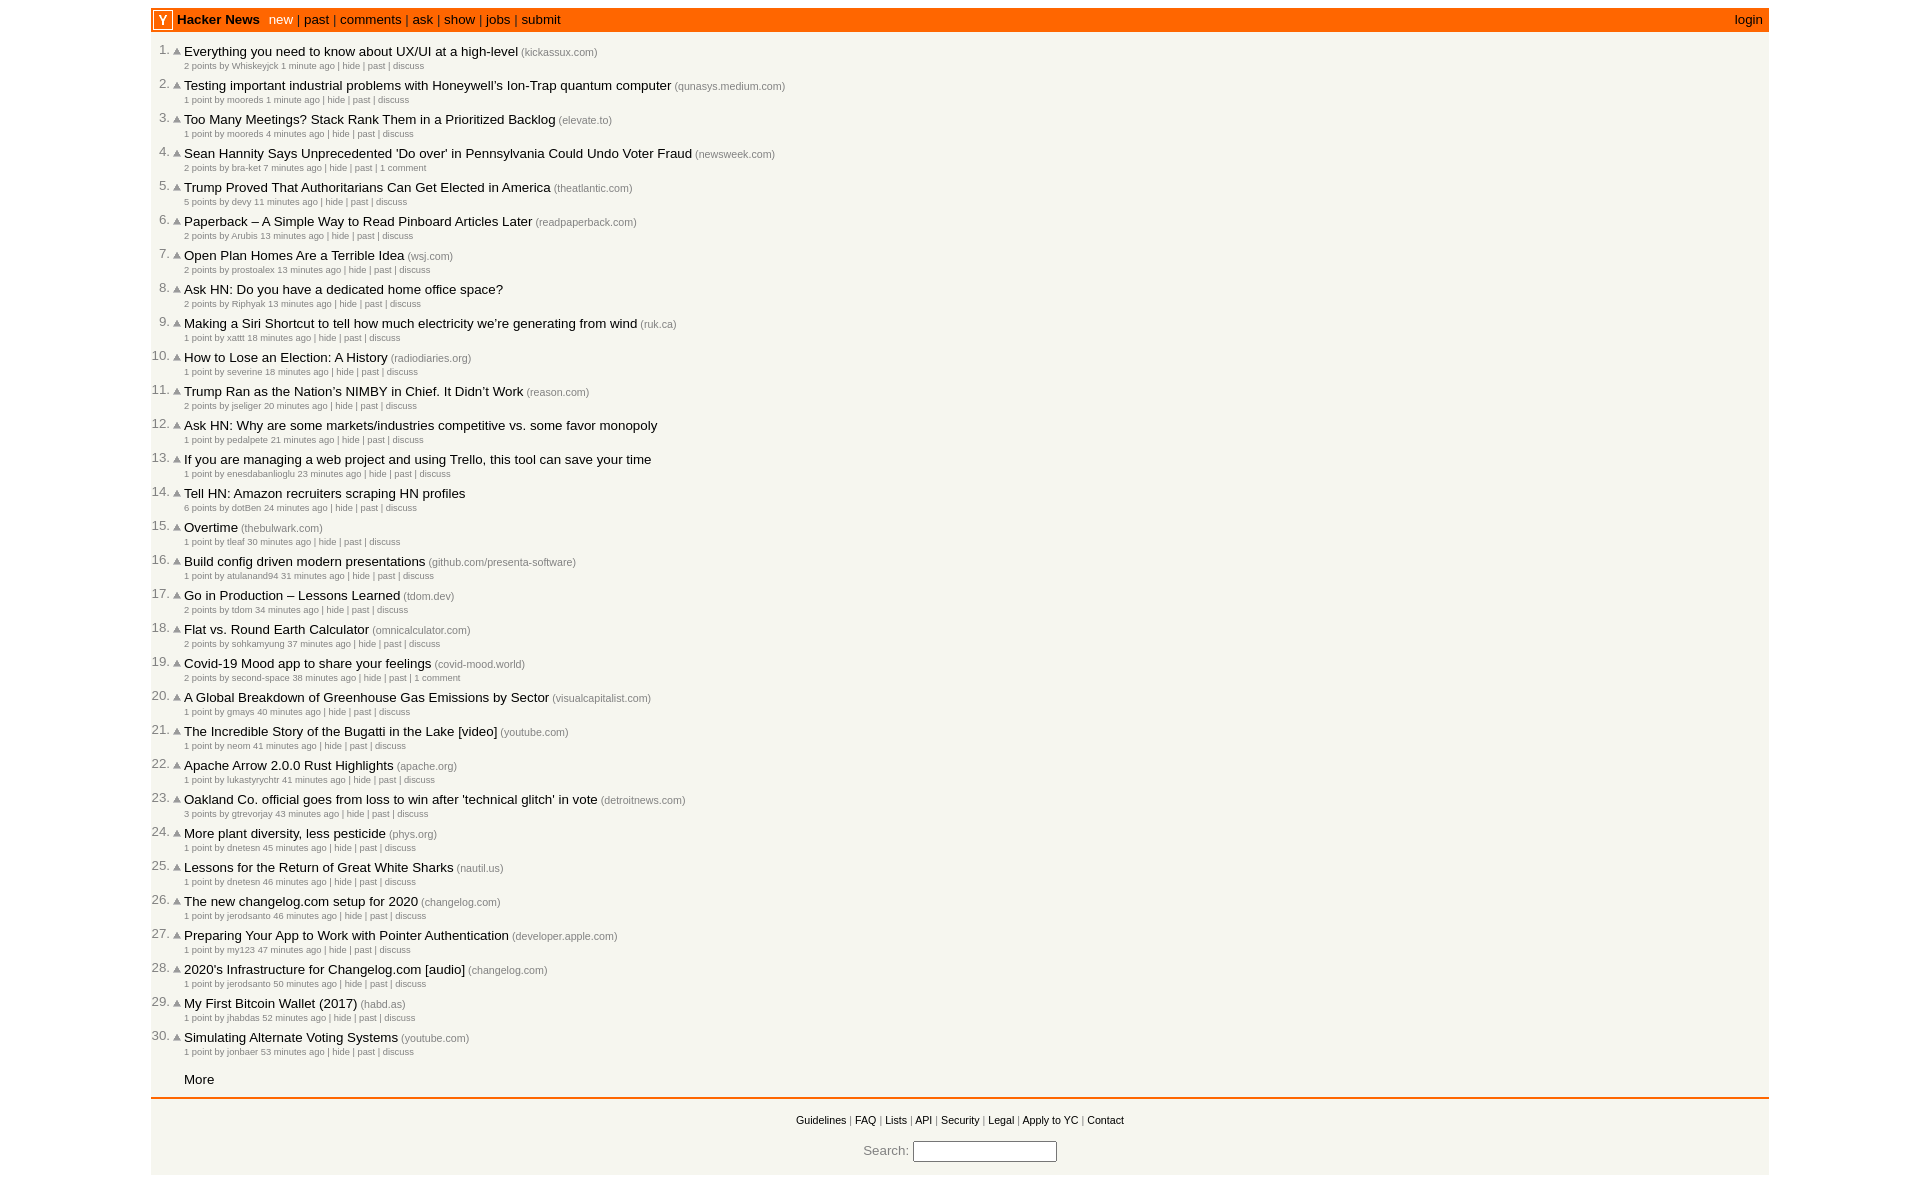 Y Hacker News new | past | comments | ask | show | jobs | submit login
1. Everything you need to know about UX/UI at a high-level (kickassux.com)
2 points by Whiskeyjck 1 minute ago | hide | past | discuss
2. Testing important industrial problems with Honeywell's Ion-Trap quantum computer (qunasys.medium.com)
1 point by mooreds 1 minute ago | hide | past | discuss
3. Too Many Meetings? Stack Rank Them in a Prioritized Backlog (elevate.to)
1 point by mooreds 4 minutes ago | hide | past | discuss
4. Sean Hannity Says Unprecedented 'Do over' in Pennsylvania Could Undo Voter Fraud (newsweek.com)
2 points by bra-ket 7 minutes ago | hide | past | 1 comment
5. Trump Proved That Authoritarians Can Get Elected in America (theatlantic.com)
5 points by devy 11 minutes ago | hide | past | discuss
6. Paperback – A Simple Way to Read Pinboard Articles Later (readpaperback.com)
2 points by Arubis 13 minutes ago | hide | past | discuss
7. Open Plan Homes Are a Terrible Idea (wsj.com)
2 points by prostoalex 13 minutes ago | hide | past | discuss
8. Ask HN: Do you have a dedicated home office space?
2 points by Riphyak 13 minutes ago | hide | past | discuss
9. Making a Siri Shortcut to tell how much electricity we're generating from wind (ruk.ca)
1 point by xattt 18 minutes ago | hide | past | discuss
10. How to Lose an Election: A History (radiodiaries.org)
1 point by severine 18 minutes ago | hide | past | discuss
11. Trump Ran as the Nation's NIMBY in Chief. It Didn't Work (reason.com)
2 points by jseliger 20 minutes ago | hide | past | discuss
12. Ask HN: Why are some markets/industries competitive vs. some favor monopoly
1 point by pedalpete 21 minutes ago | hide | past | discuss
13. If you are managing a web project and using Trello, this tool can save your time
1 point by enesdabanlioglu 23 minutes ago | hide | past | discuss
14. Tell HN: Amazon recruiters scraping HN profiles
6 points by dotBen 24 minutes ago | hide | past | discuss
15. Overtime (thebulwark.com)
1 point by tleaf 30 minutes ago | hide | past | discuss
16. Build config driven modern presentations (github.com/presenta-software)
1 point by atulanand94 31 minutes ago | hide | past | discuss
17. Go in Production – Lessons Learned (tdom.dev)
2 points by tdom 34 minutes ago | hide | past | discuss
18. Flat vs. Round Earth Calculator (omnicalculator.com)
2 points by sohkamyung 37 minutes ago | hide | past | discuss
19. Covid-19 Mood app to share your feelings (covid-mood.world)
2 points by second-space 38 minutes ago | hide | past | 1 comment
20. A Global Breakdown of Greenhouse Gas Emissions by Sector (visualcapitalist.com)
1 point by gmays 40 minutes ago | hide | past | discuss
21. The Incredible Story of the Bugatti in the Lake [video] (youtube.com)
1 point by neom 41 minutes ago | hide | past | discuss
22. Apache Arrow 2.0.0 Rust Highlights (apache.org)
1 point by lukastyrychtr 41 minutes ago | hide | past | discuss
23. Oakland Co. official goes from loss to win after 'technical glitch' in vote (detroitnews.com)
3 points by gtrevorjay 43 minutes ago | hide | past | discuss
24. More plant diversity, less pesticide (phys.org)
1 point by dnetesn 45 minutes ago | hide | past | discuss
25. Lessons for the Return of Great White Sharks (nautil.us)
1 point by dnetesn 46 minutes ago | hide | past | discuss
26. The new changelog.com setup for 2020 (changelog.com)
1 point by jerodsanto 46 minutes ago | hide | past | discuss
27. Preparing Your App to Work with Pointer Authentication (developer.apple.com)
1 point by my123 47 minutes ago | hide | past | discuss
28. 2020's Infrastructure for Changelog.com [audio] (changelog.com)
1 point by jerodsanto 50 minutes ago | hide | past | discuss
29. My First Bitcoin Wallet (2017) (habd.as)
1 point by jhabdas 52 minutes ago | hide | past | discuss
30. Simulating Alternate Voting Systems (youtube.com)
1 point by jonbaer 53 minutes ago | hide | past | discuss
More
Guidelines | FAQ | Lists | API | Security | Legal | Apply to YC | Contact
Search: